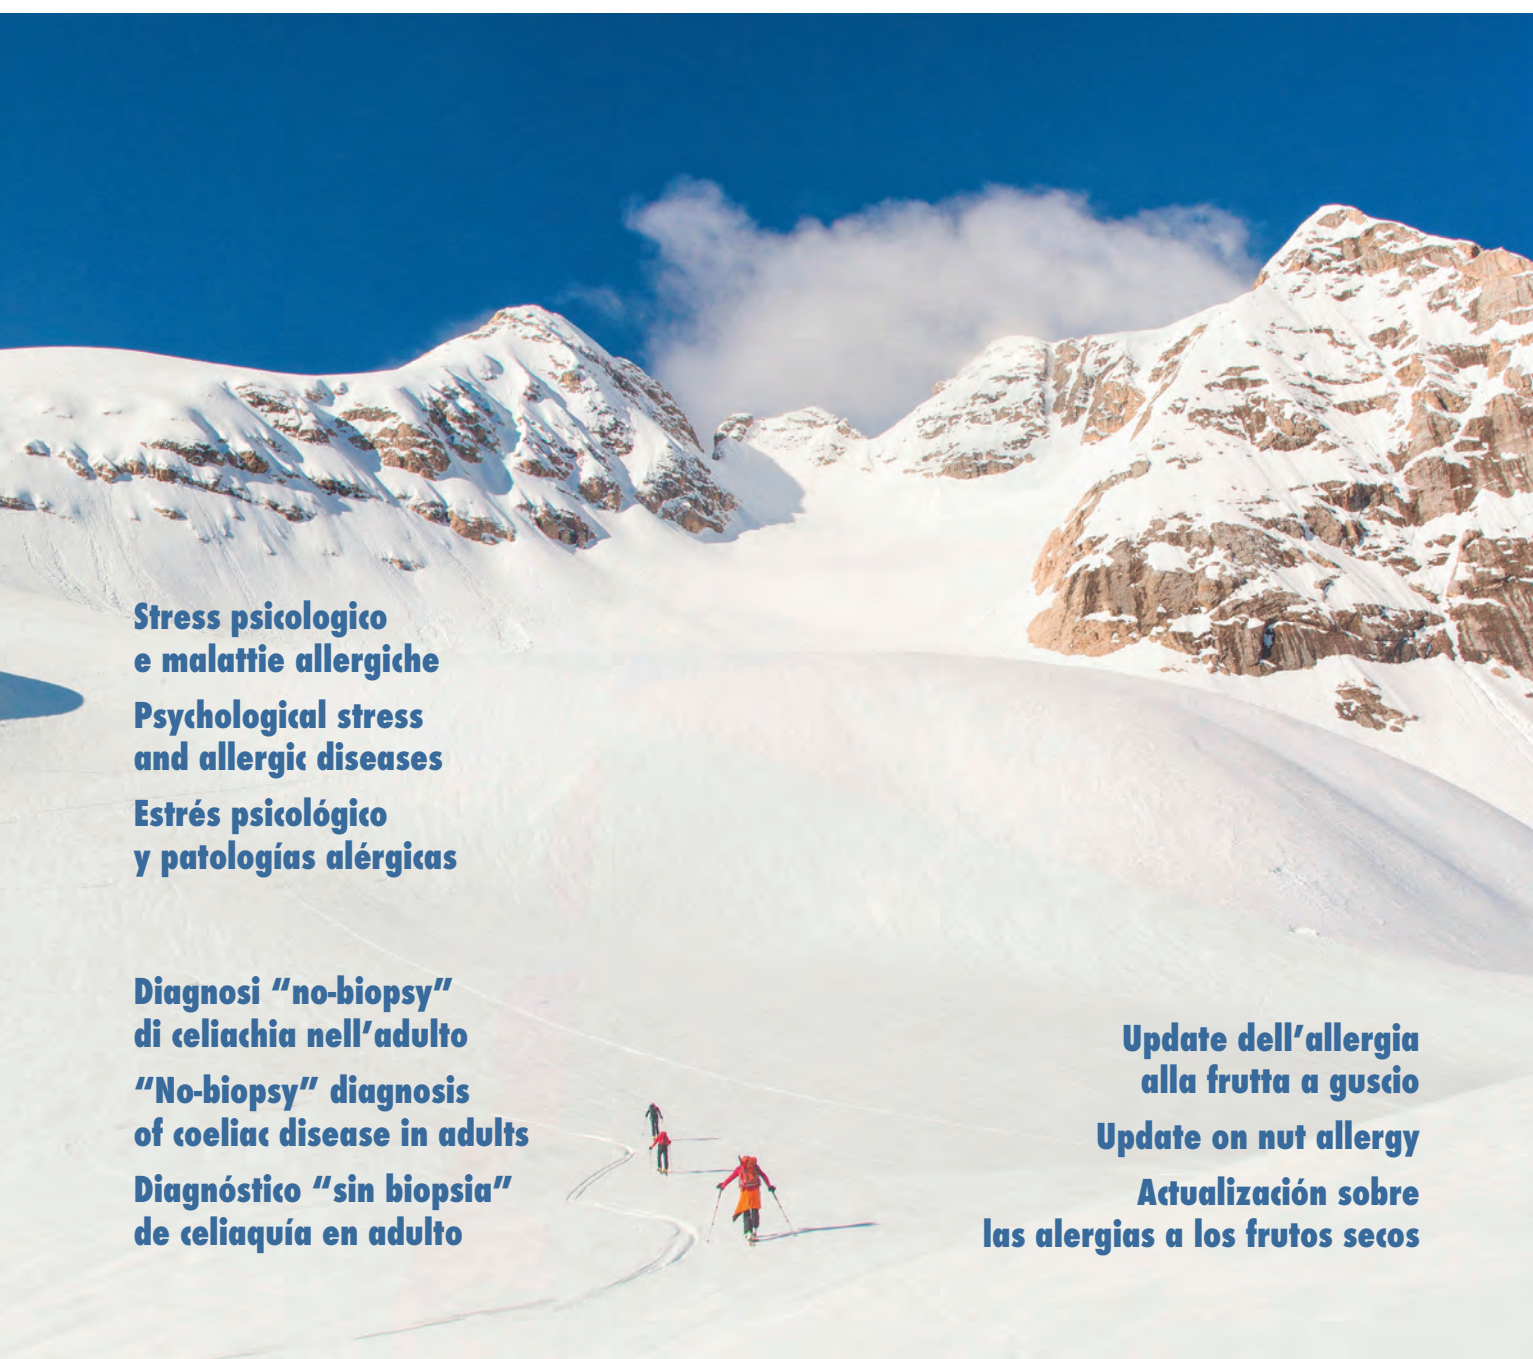 Stress psicologico
e malattie allergiche
Psychological stress
and allergic diseases
Estrés psicológico
y patologías alérgicas
Diagnosi “no-biopsy”
di celiachia nell’adulto
“No-biopsy” diagnosis
of coeliac disease in adults
Diagnóstico “sin biopsia”
de celiaquía en adulto
Update dell’allergia
alla frutta a guscio
Update on nut allergy
Actualización sobre
las alergias a los frutos secos